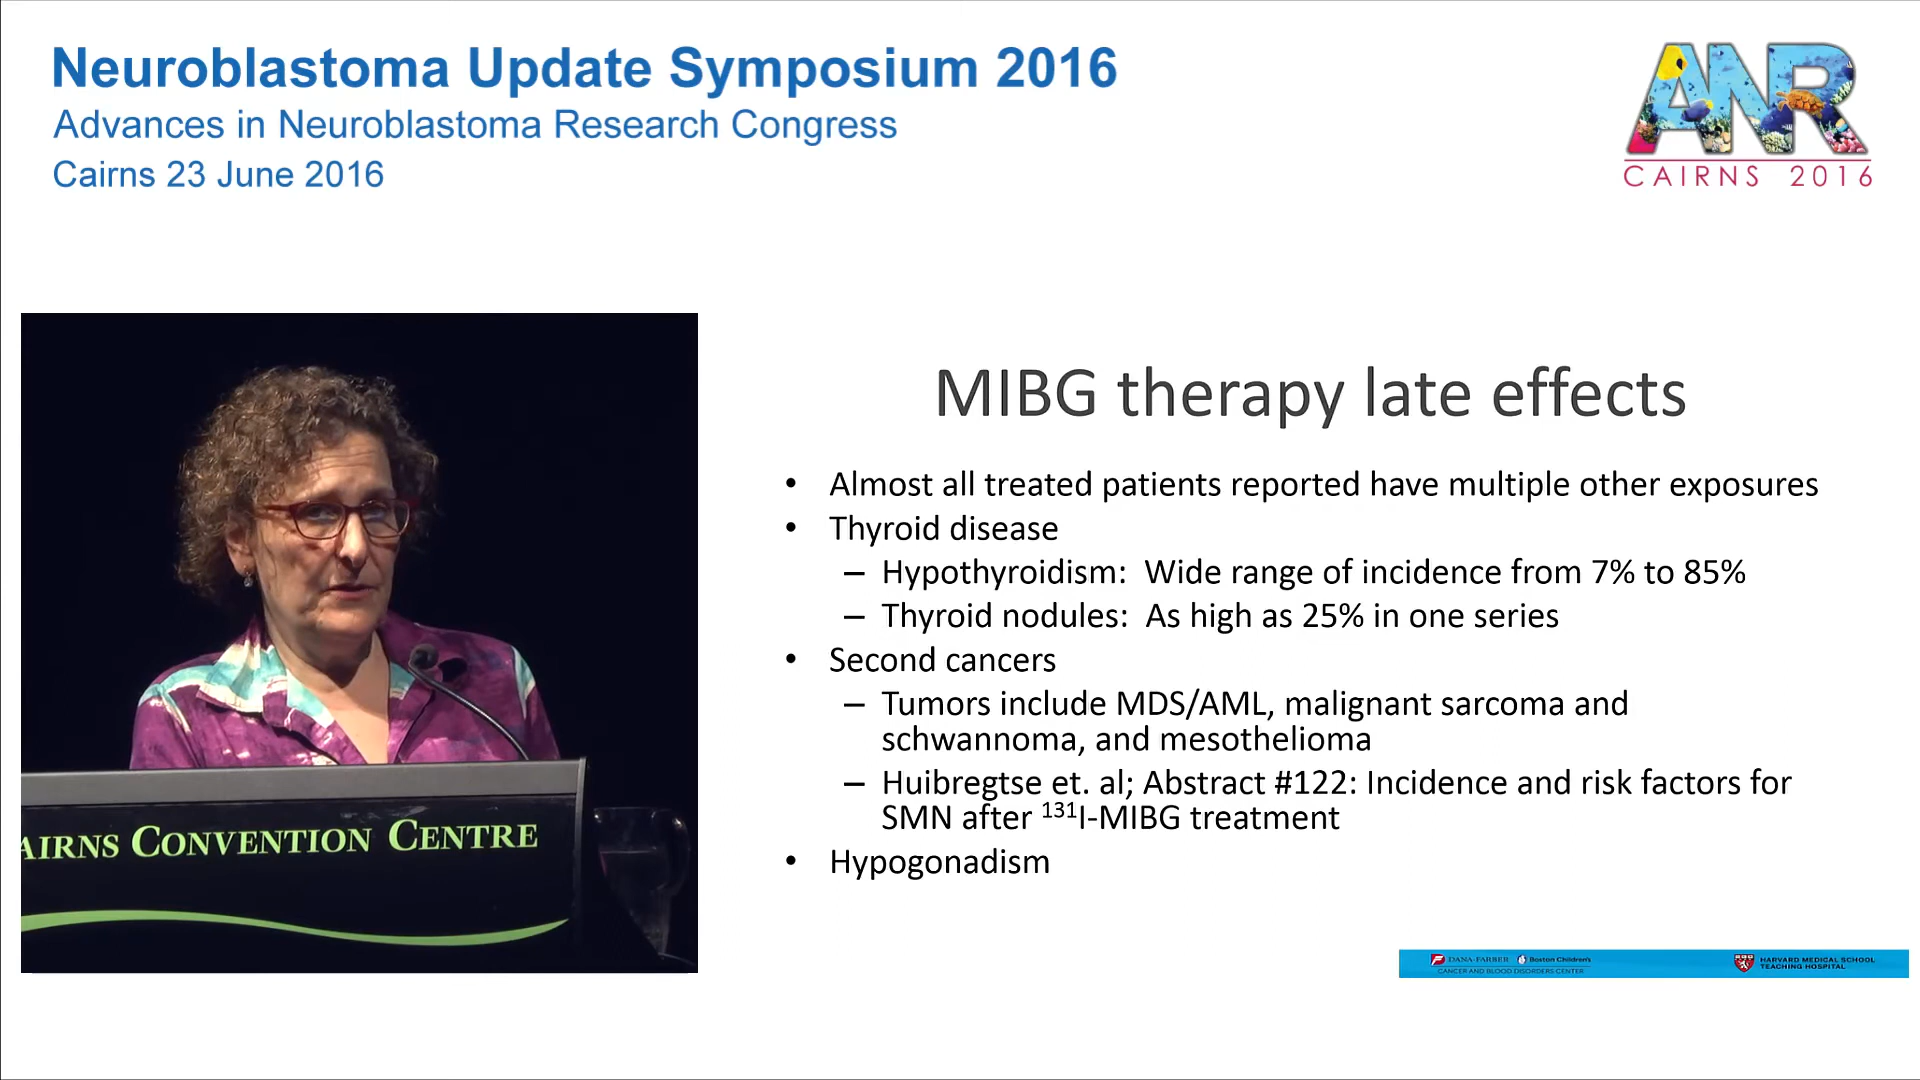 Neuroblastoma Update Symposium 2016
Advances in Neuroblastoma Research Congress
Cairns 23 June 2016
ANR
CAIRNS 2016
AIRNS CONVENTION CENTRE
MIBG therapy late effects
• Almost all treated patients reported have multiple other exposures
• Thyroid disease
– Hypothyroidism: Wide range of incidence from 7% to 85%
– Thyroid nodules: As high as 25% in one series
• Second cancers
– Tumors include MDS/AML, malignant sarcoma and
schwannoma, and mesothelioma
– Huibregtse et. al; Abstract #122: Incidence and risk factors for
SMN after ¹³¹I-MIBG treatment
• Hypogonadism
DANA-FARBER Boston Children's
CANCER AND BLOOD DISORDERS CENTER
HARVARD MEDICAL SCHOOL
TEACHING HOSPITAL